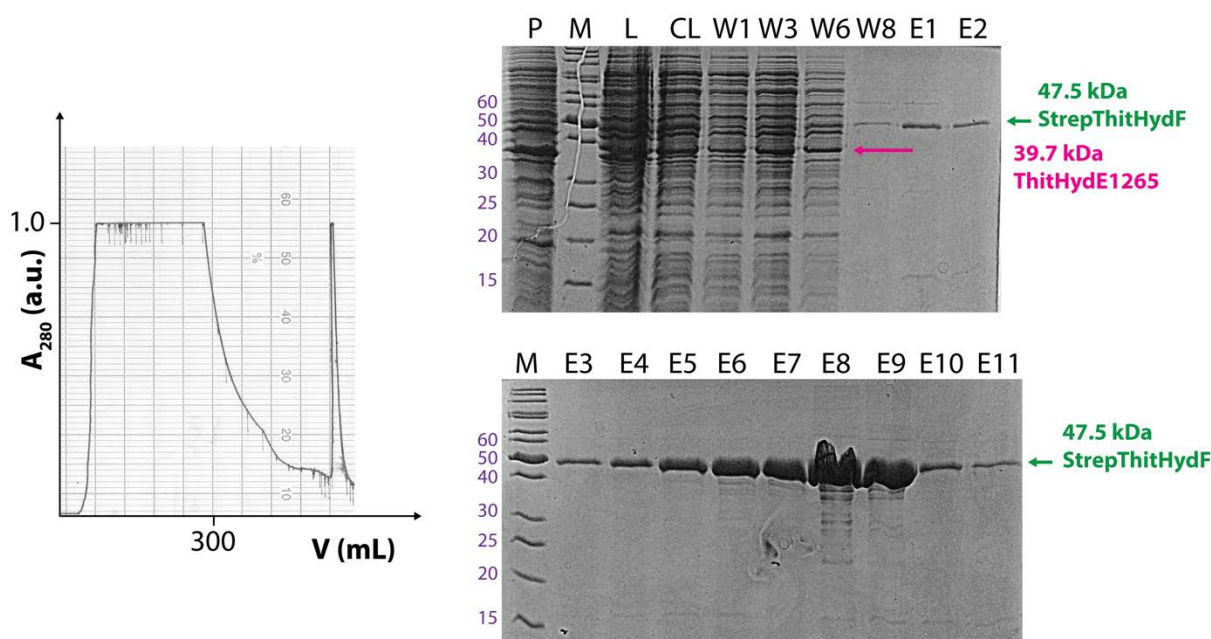 1.0
A280 (a.u.)
300
V (mL)
60
%
50
40
30
20
10
P M L CL W1 W3 W6 W8 E1 E2
60
50
40
30
25
20
15
47.5 kDa
StrepThitHydF
39.7 kDa
ThitHydE1265
M E3 E4 E5 E6 E7 E8 E9 E10 E11
60
50
40
30
25
20
15
47.5 kDa
StrepThitHydF